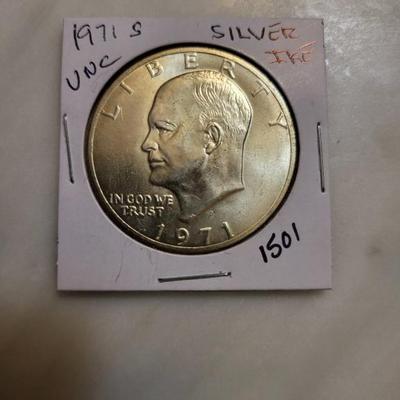 1971 S SILVER
UNC IKE
LIBERTY
IN GOD WE
TRUST
1971
1501